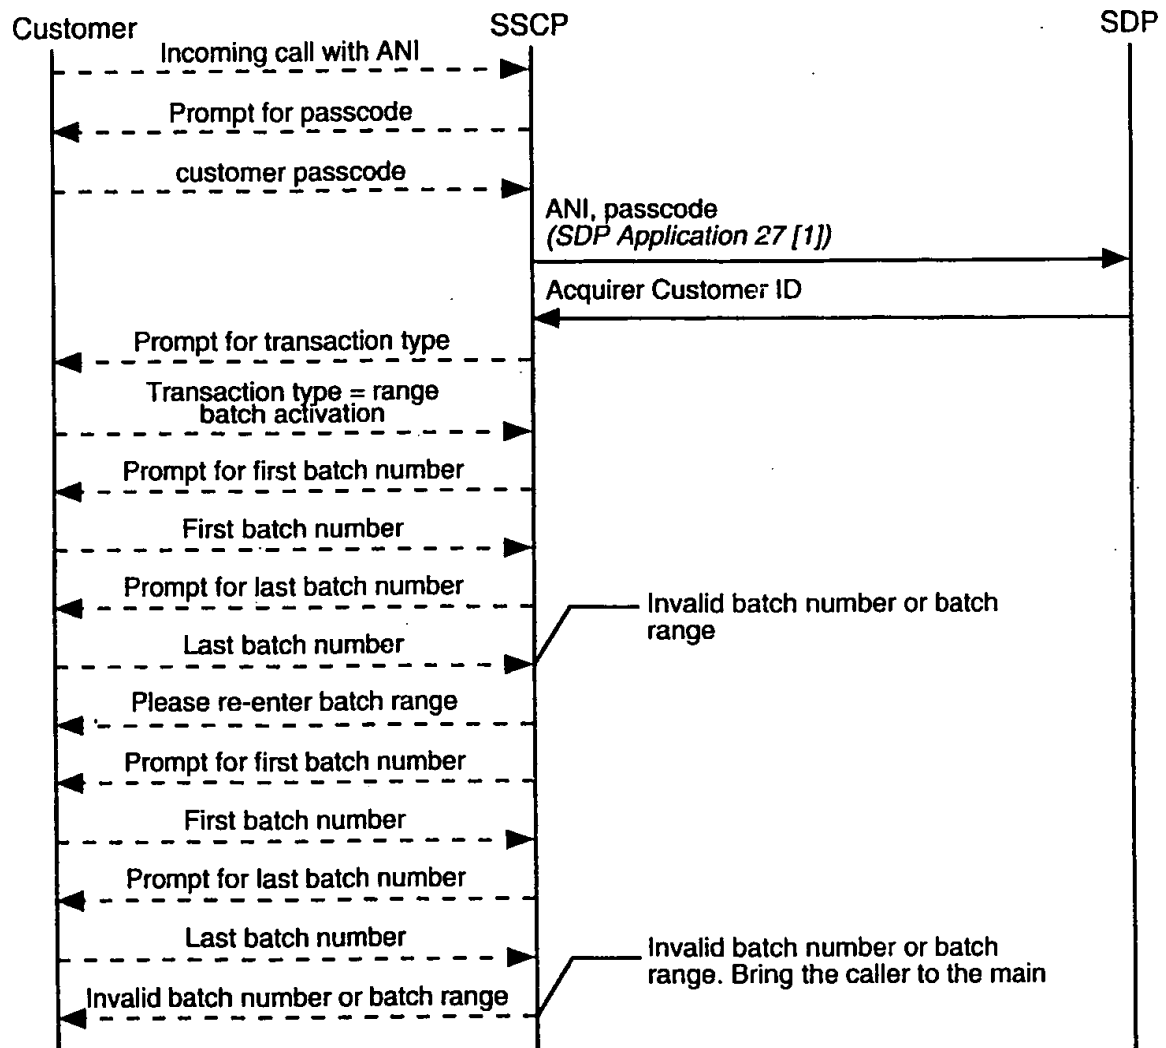 Customer
SSCP
SDP
Incoming call with ANI
Prompt for passcode
customer passcode
ANI, passcode
(SDP Application 27 [1])
Acquirer Customer ID
Prompt for transaction type
Transaction type = range
batch activation
Prompt for first batch number
First batch number
Prompt for last batch number
Invalid batch number or batch
range
Last batch number
Please re-enter batch range
Prompt for first batch number
First batch number
Prompt for last batch number
Last batch number
Invalid batch number or batch
range. Bring the caller to the main
Invalid batch number or batch range